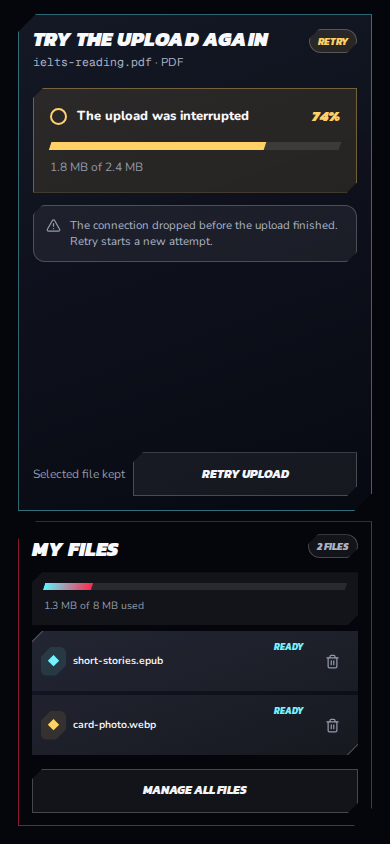 TRY THE UPLOAD AGAIN
RETRY
ielts-reading.pdf · PDF
The upload was interrupted
74%
1.8 MB of 2.4 MB
The connection dropped before the upload finished.
Retry starts a new attempt.
Selected file kept
RETRY UPLOAD
MY FILES
2 FILES
1.3 MB of 8 MB used
READY
short-stories.epub
READY
card-photo.webp
MANAGE ALL FILES